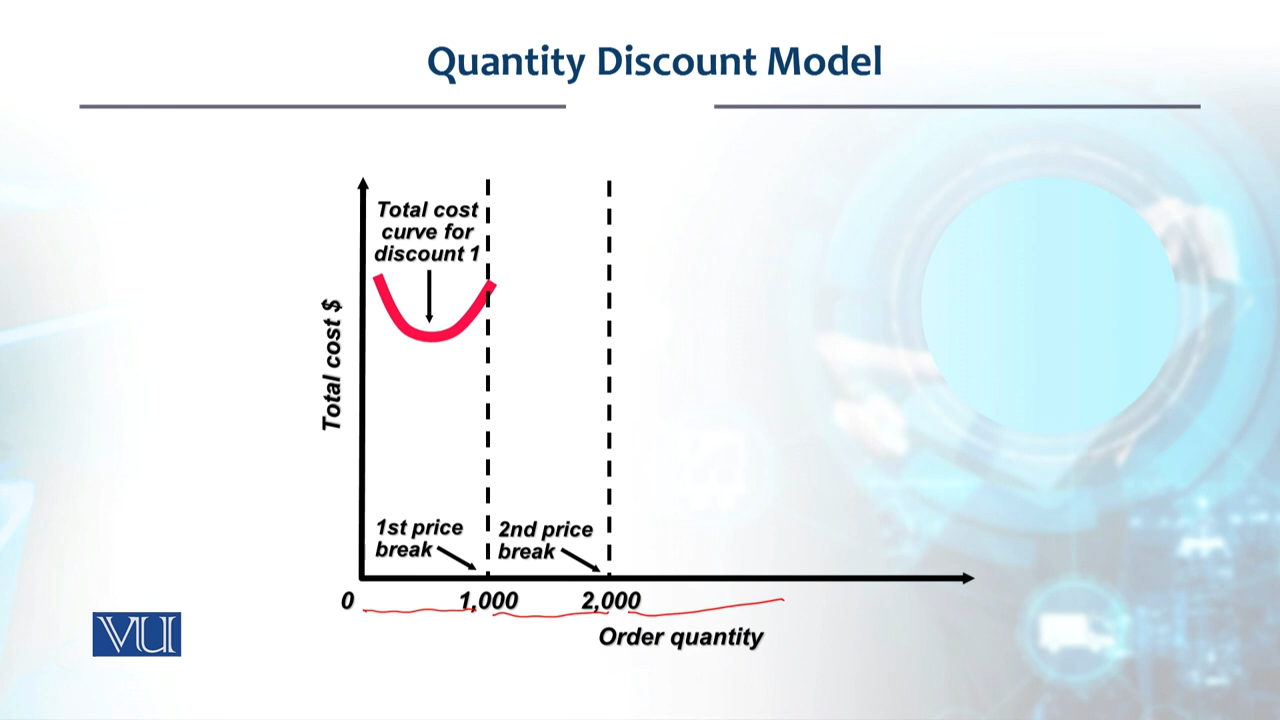 Quantity Discount Model
Total cost
curve for
discount 1
Total cost $
1st price
break
2nd price
break
0
1,000
2,000
Order quantity
VU